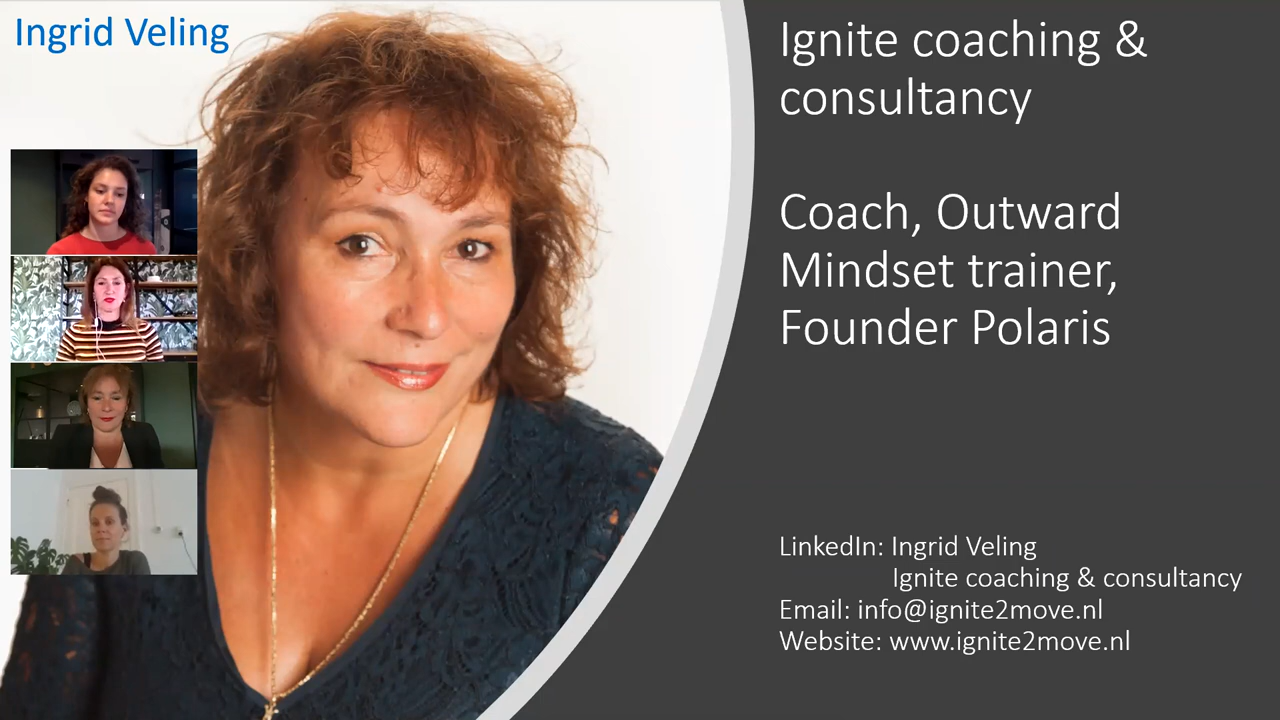 Ingrid Veling
Ignite coaching &
consultancy
Coach, Outward
Mindset trainer,
Founder Polaris
LinkedIn: Ingrid Veling
Ignite coaching & consultancy
Email: info@ignite2move.nl
Website: www.ignite2move.nl